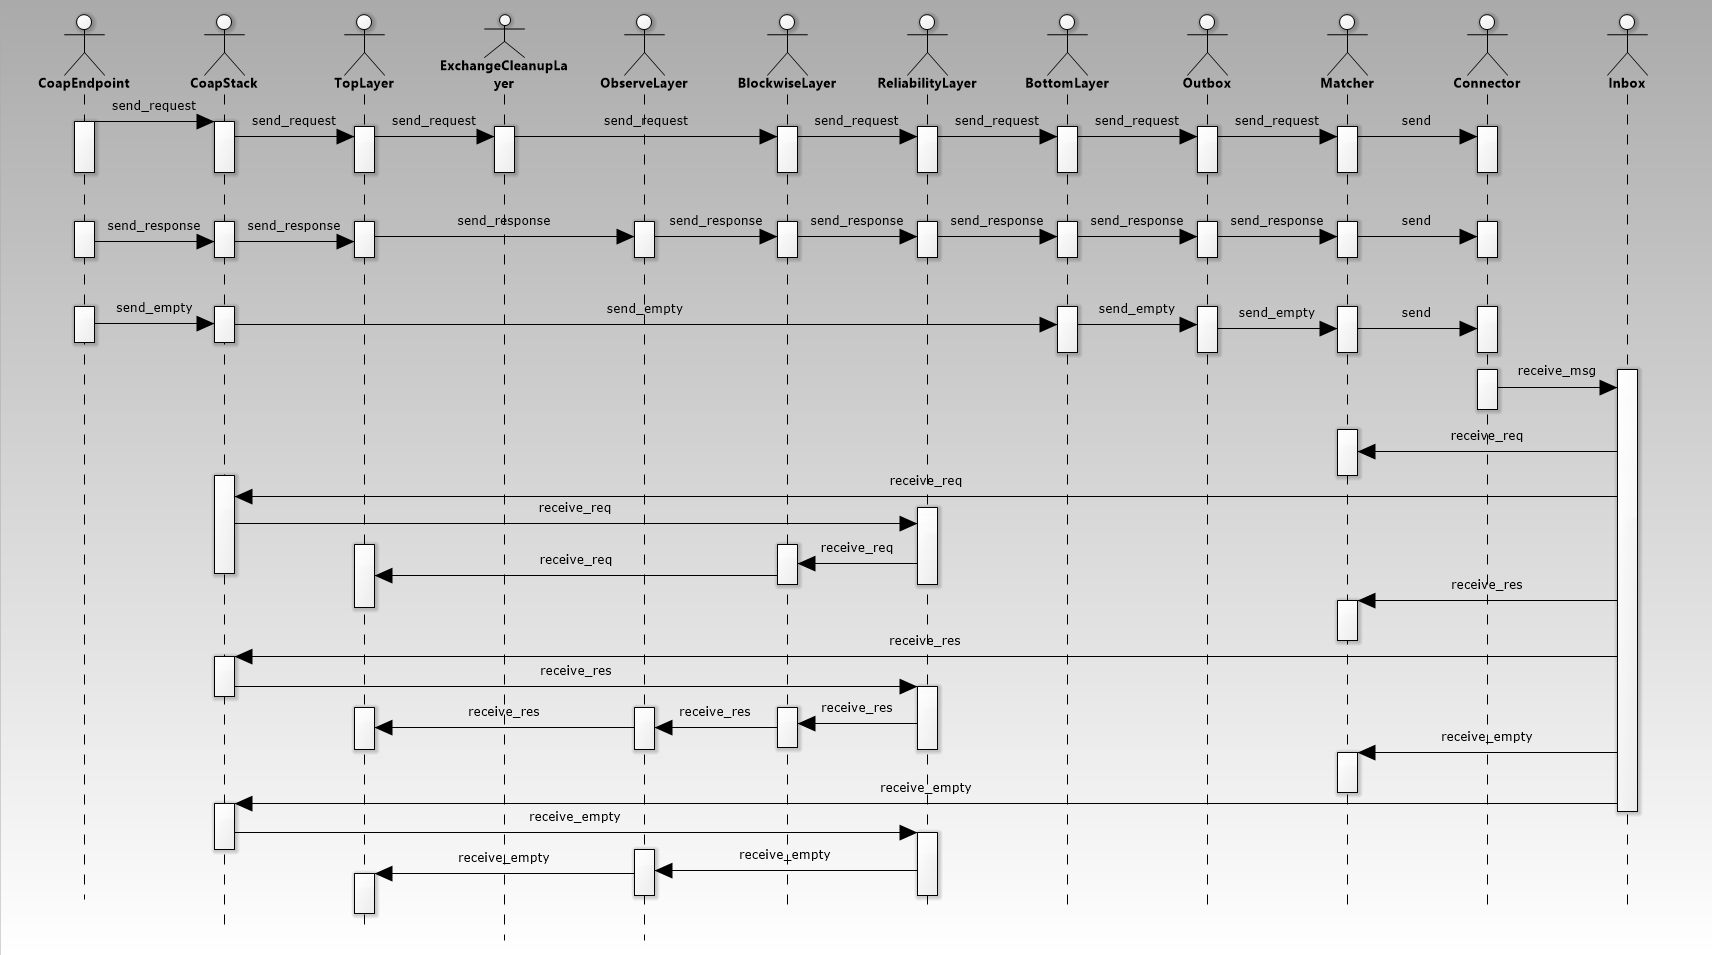 CoapEndpoint
CoapStack
TopLayer
ExchangeCleanupLa
yer
ObserveLayer
BlockwiseLayer
ReliabilityLayer
BottomLayer
Outbox
Matcher
Connector
Inbox
send_request
send_request
send_request
send_request
send_request
send_request
send_request
send_request
send
send_response
send_response
send_response
send_response
send_response
send_response
send_response
send_response
send
send_empty
send_empty
send_empty
send_empty
send
receive_msg
receive_req
receive_req
receive_req
receive_req
receive_req
receive_res
receive_res
receive_res
receive_res
receive_res
receive_res
receive_empty
receive_empty
receive_empty
receive_empty
receive_empty